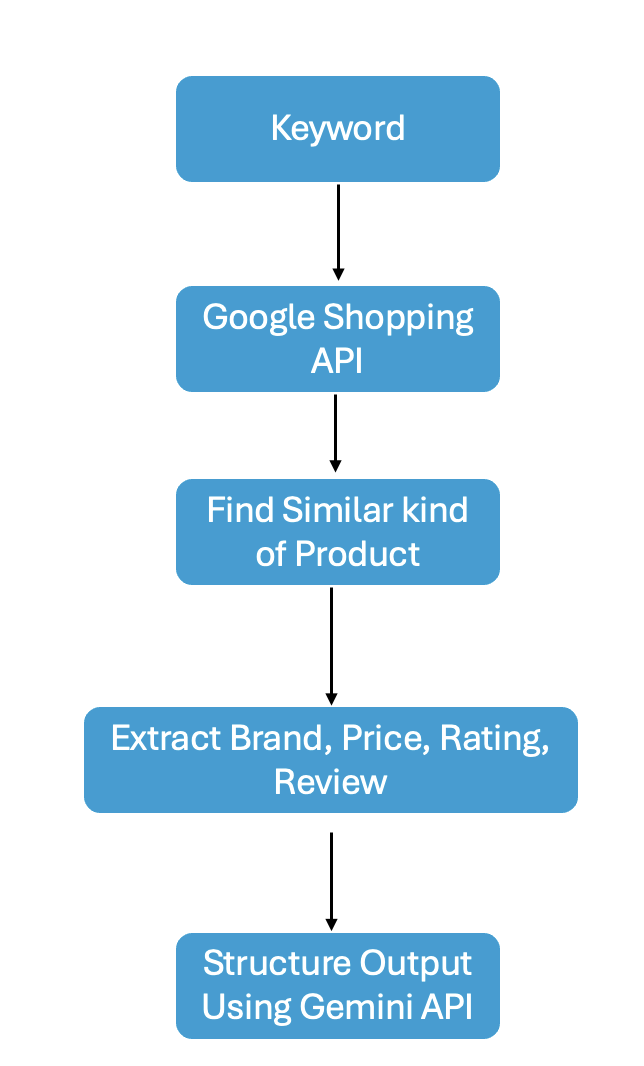 Keyword
Google Shopping
API
Find Similar kind
of Product
Extract Brand, Price, Rating,
Review
Structure Output
Using Gemini API